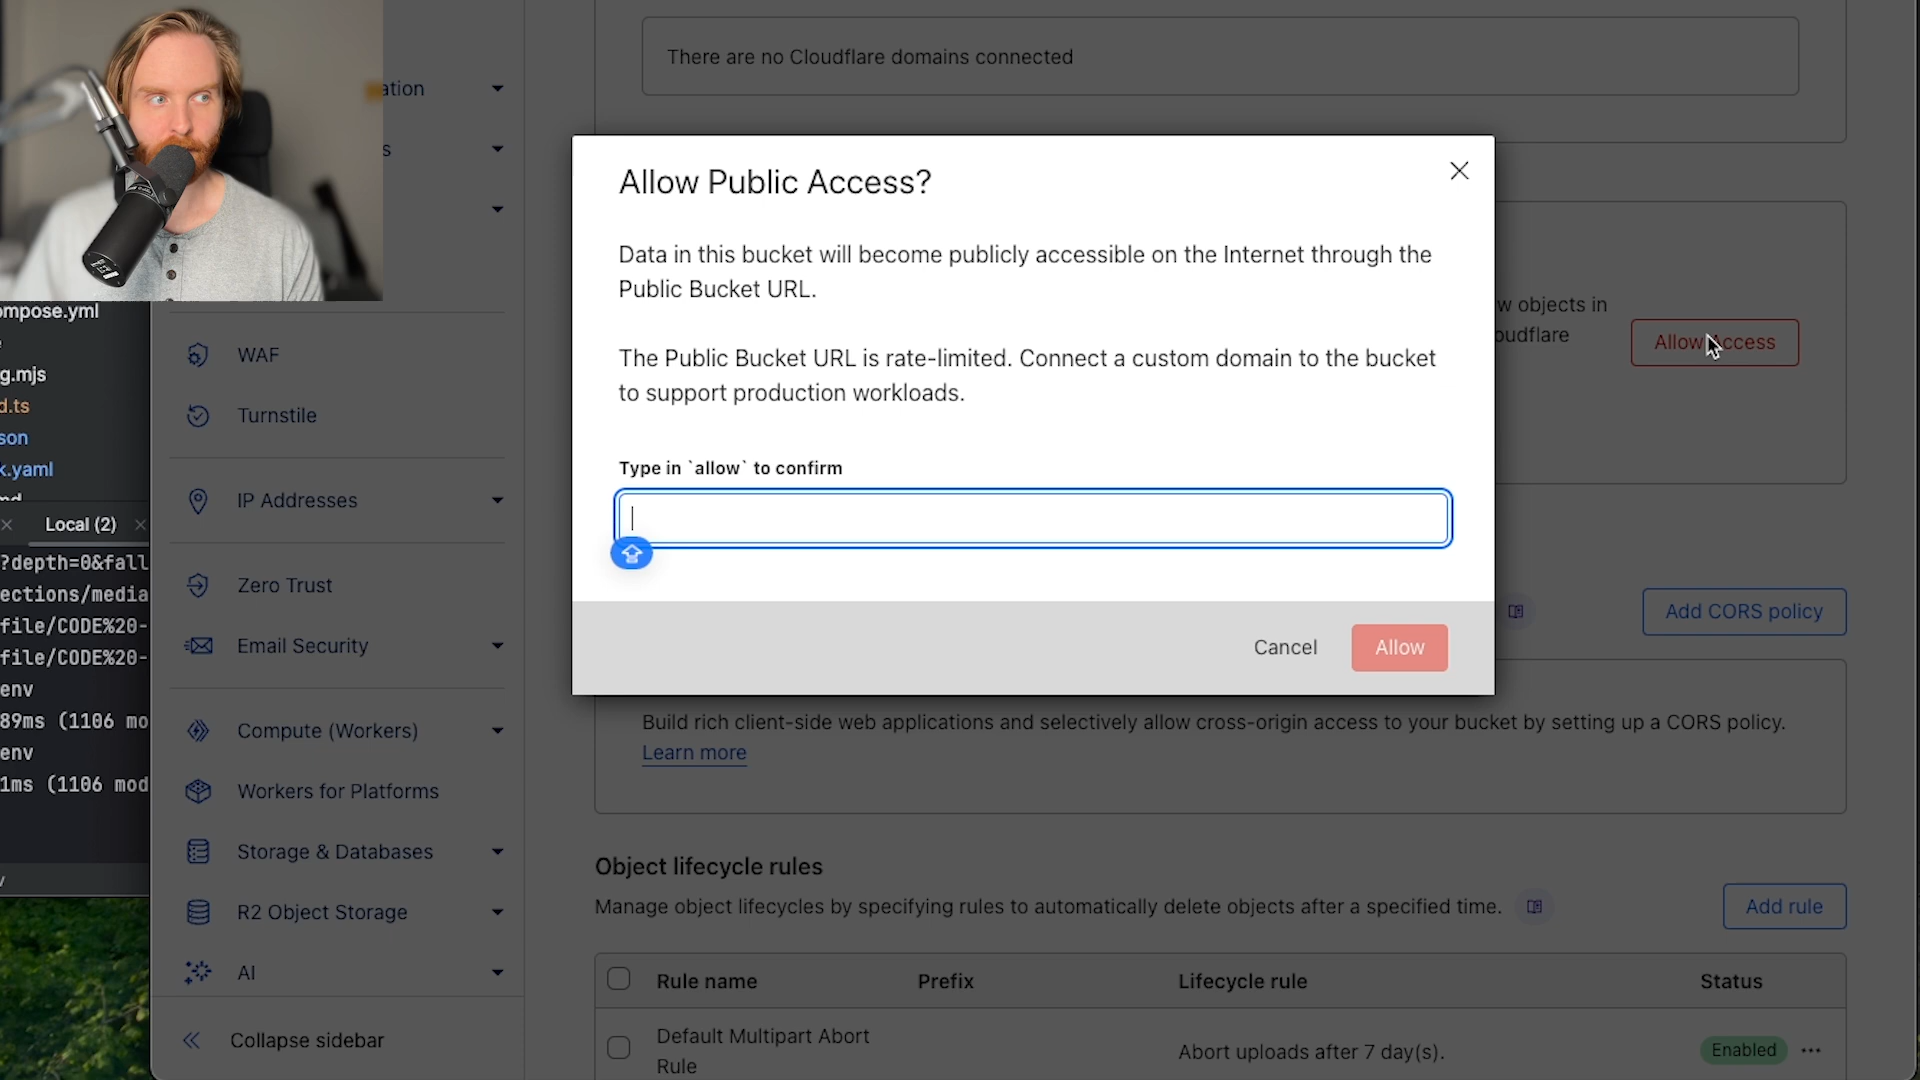 There are no Cloudflare domains connected
ation
s
Allow Public Access?
Data in this bucket will become publicly accessible on the Internet through the
Public Bucket URL.
The Public Bucket URL is rate-limited. Connect a custom domain to the bucket
to support production workloads.
Type in `allow` to confirm
Cancel
Allow
w objects in
oudflare
Allow Access
ompose.yml
g.mjs
d.ts
son
k.yaml
Local (2)
?depth=0&fall
ections/media
file/CODE%20-
file/CODE%20-
env
89ms (1106 mo
env
1ms (1106 mod
WAF
Turnstile
IP Addresses
Zero Trust
Email Security
Compute (Workers)
Workers for Platforms
Storage & Databases
R2 Object Storage
AI
Collapse sidebar
Add CORS policy
Build rich client-side web applications and selectively allow cross-origin access to your bucket by setting up a CORS policy.
Learn more
Object lifecycle rules
Manage object lifecycles by specifying rules to automatically delete objects after a specified time.
Add rule
Rule name Prefix Lifecycle rule Status
Default Multipart Abort
Rule
Abort uploads after 7 day(s).
Enabled